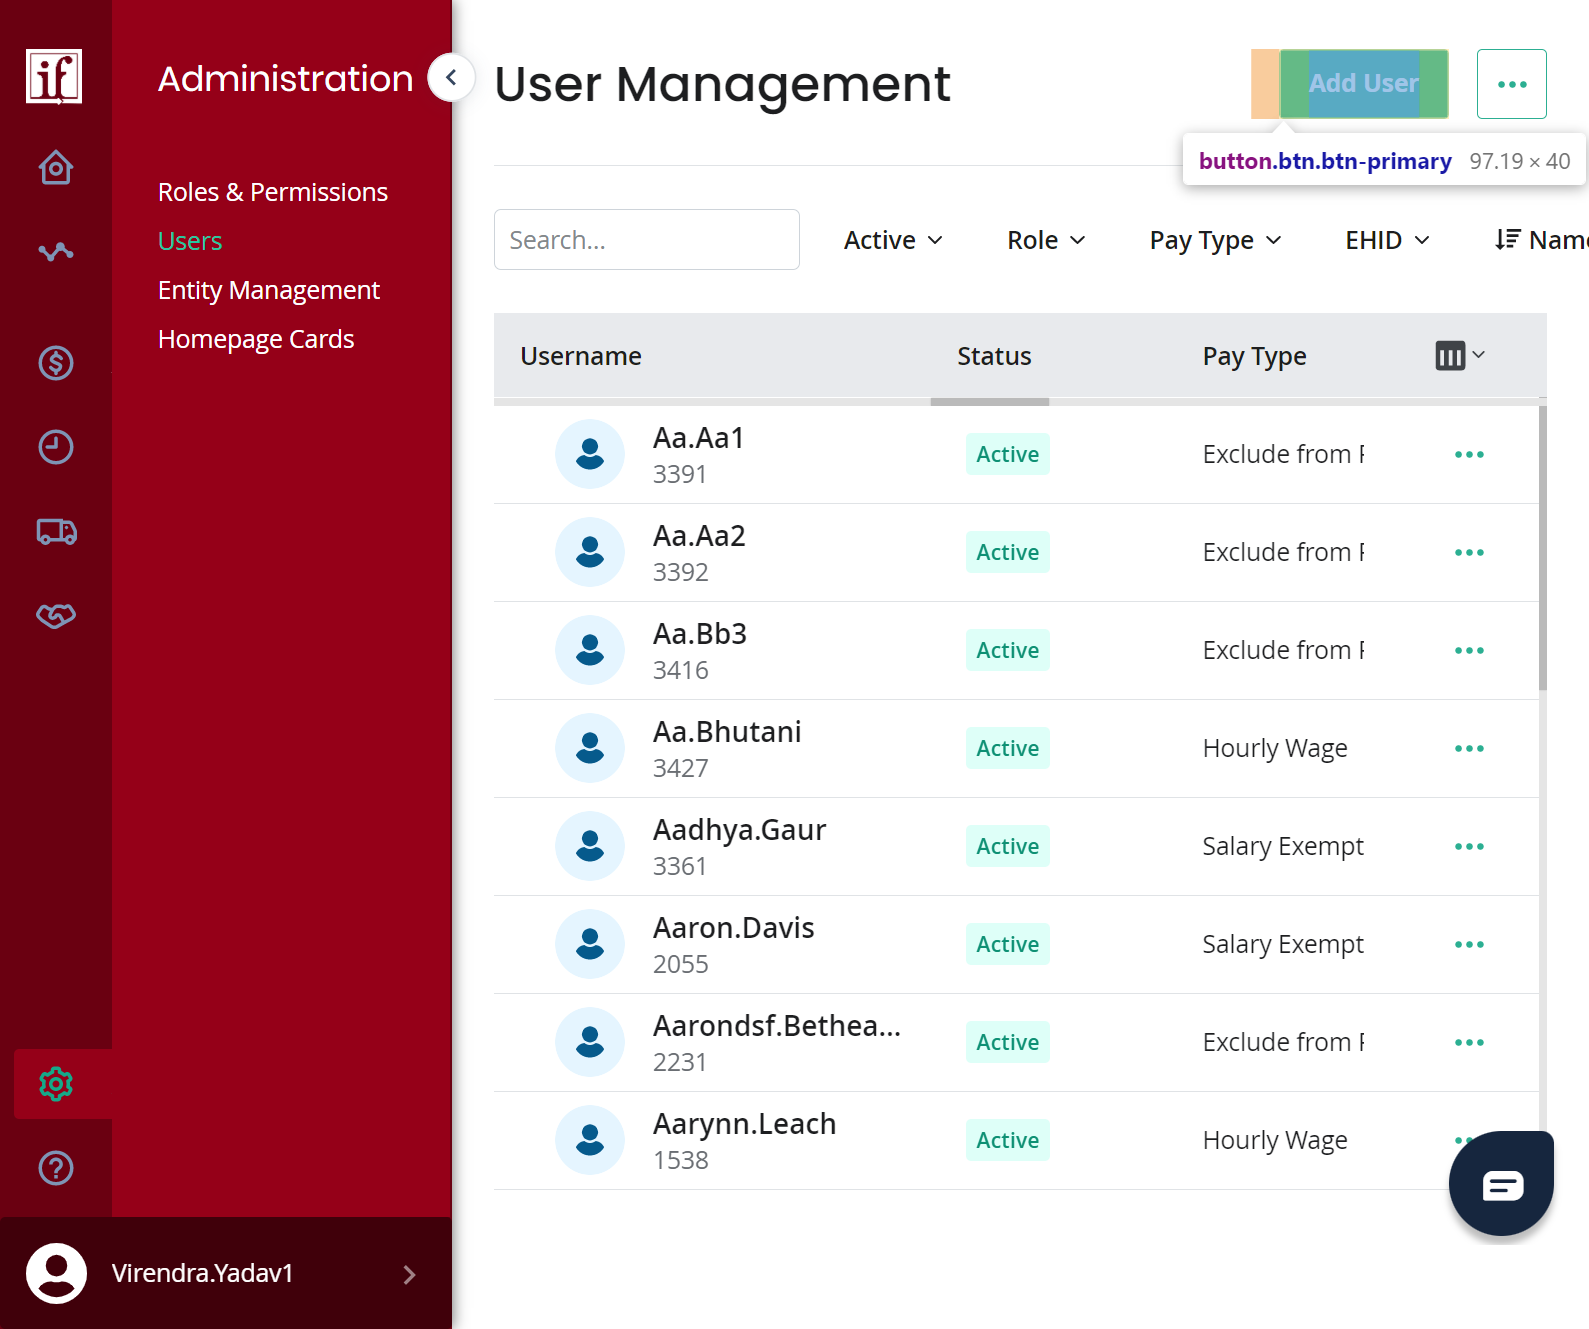 if
Administration
Roles & Permissions
Users
Entity Management
Homepage Cards
Virendra.Yadav1
User Management
Add User
button.btn.btn-primary 97.19 × 40
Search...
Active
Role
Pay Type
EHID
Name
Username Status Pay Type
Aa.Aa1
3391
Active
Exclude from
Aa.Aa2
3392
Active
Exclude from
Aa.Bb3
3416
Active
Exclude from
Aa.Bhutani
3427
Active
Hourly Wage
Aadhya.Gaur
3361
Active
Salary Exempt
Aaron.Davis
2055
Active
Salary Exempt
Aarondsf.Bethea...
2231
Active
Exclude from
Aarynn.Leach
1538
Active
Hourly Wage